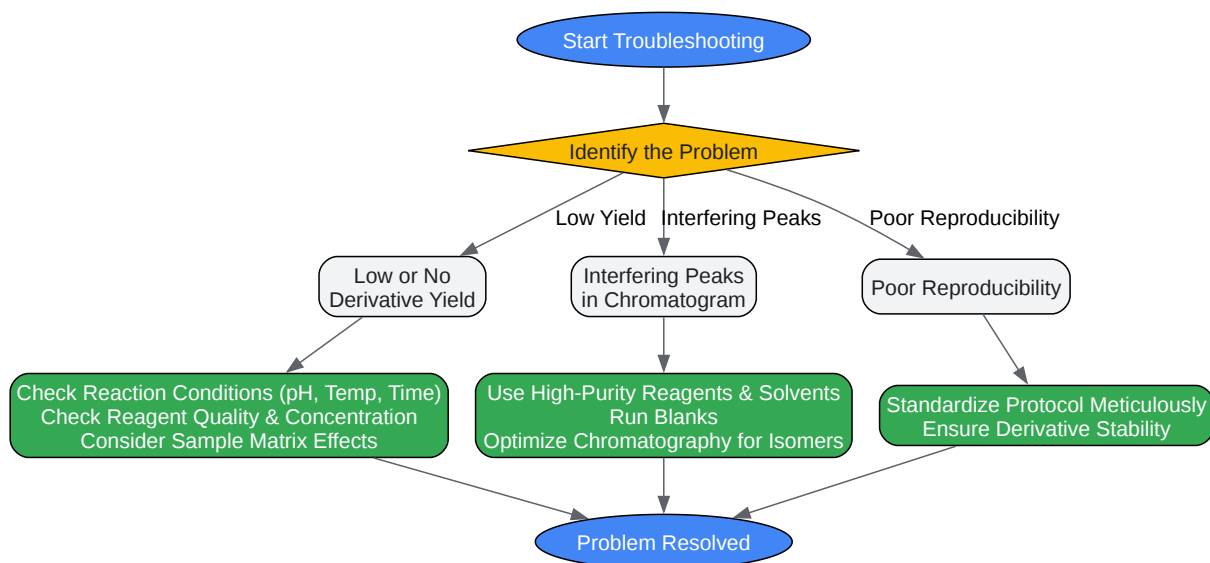 Start Troubleshooting
Identify the Problem
Low Yield
Interfering Peaks
Poor Reproducibility
Low or No
Derivative Yield
Interfering Peaks
in Chromatogram
Poor Reproducibility
Check Reaction Conditions (pH, Temp, Time)
Check Reagent Quality & Concentration
Consider Sample Matrix Effects
Use High-Purity Reagents & Solvents
Run Blanks
Optimize Chromatography for Isomers
Standardize Protocol Meticulously
Ensure Derivative Stability
Problem Resolved